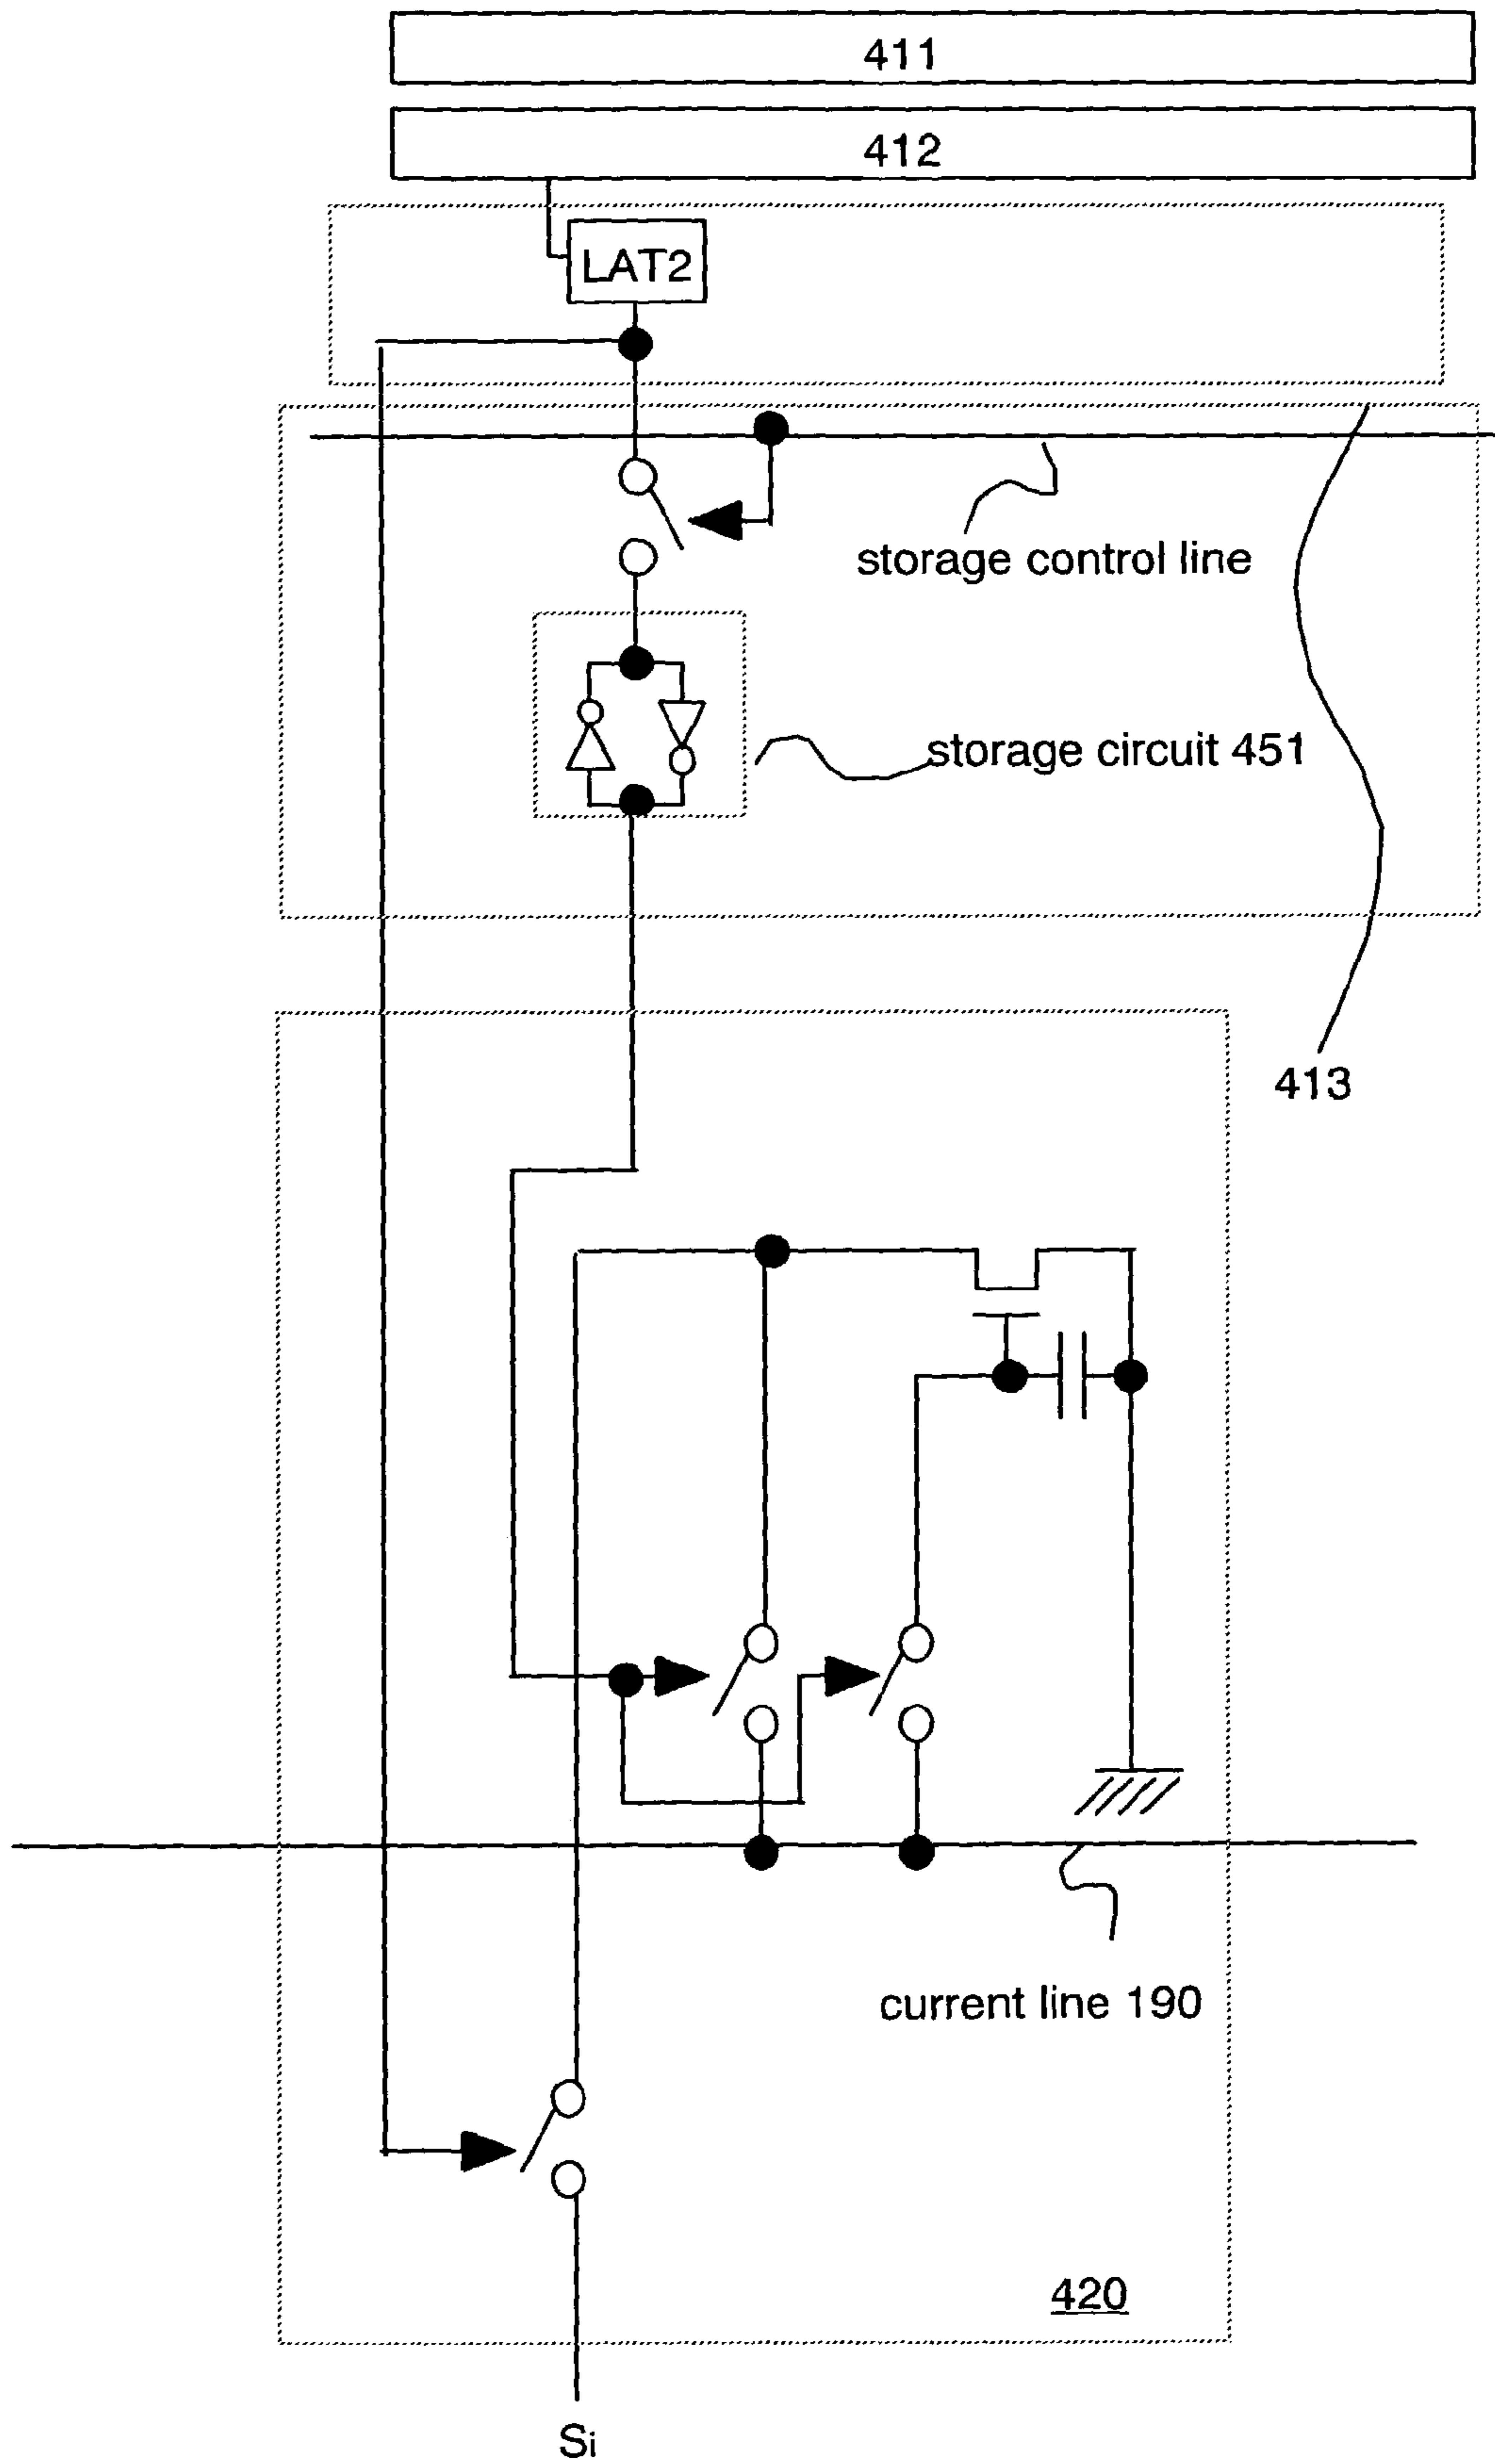 411
412
LAT2
storage control line
storage circuit 451
413
current line 190
420
Si